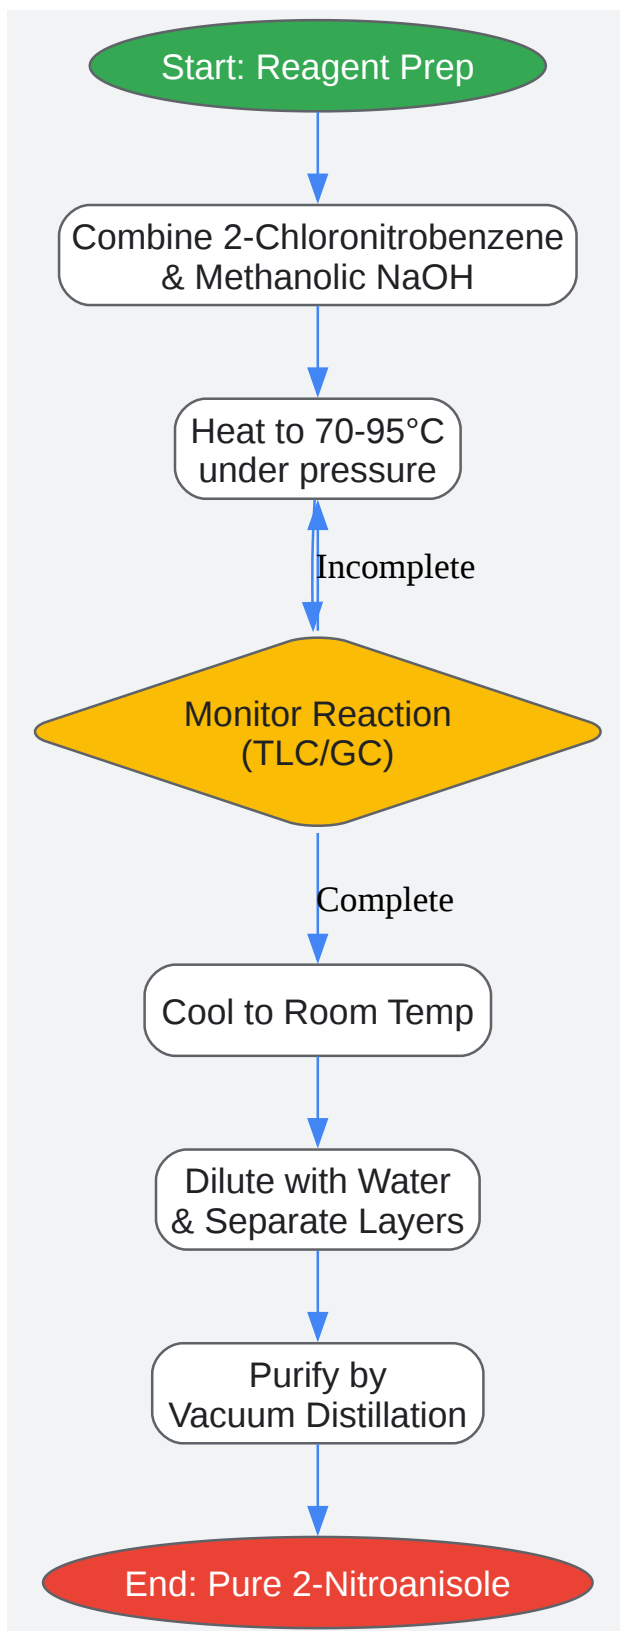 Start: Reagent Prep
Combine 2-Chloronitrobenzene
& Methanolic NaOH
Heat to 70-95°C
under pressure
Incomplete
Monitor Reaction
(TLC/GC)
Complete
Cool to Room Temp
Dilute with Water
& Separate Layers
Purify by
Vacuum Distillation
End: Pure 2-Nitroanisole